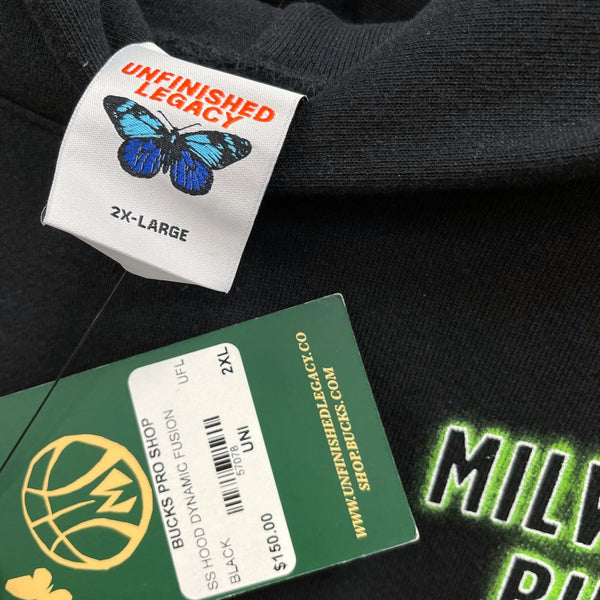 UNFINISHED
LEGACY
2X-LARGE
BUCKS PRO SHOP
SS HOOD DYNAMIC FUSION UFL
BLACK
57078
UNI 2XL
$150.00
WWW.UNFINISHEDLEGACY.CO
SHOP.BUCKS.COM
MILW